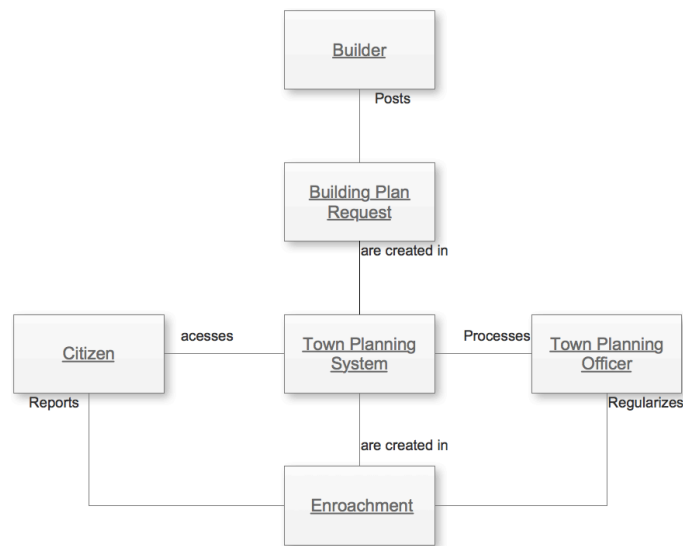 Builder
Posts
Building Plan
Request
are created in
acesses
Processes
Citizen
Town Planning
System
Town Planning
Officer
Reports
Regularizes
are created in
Enroachment